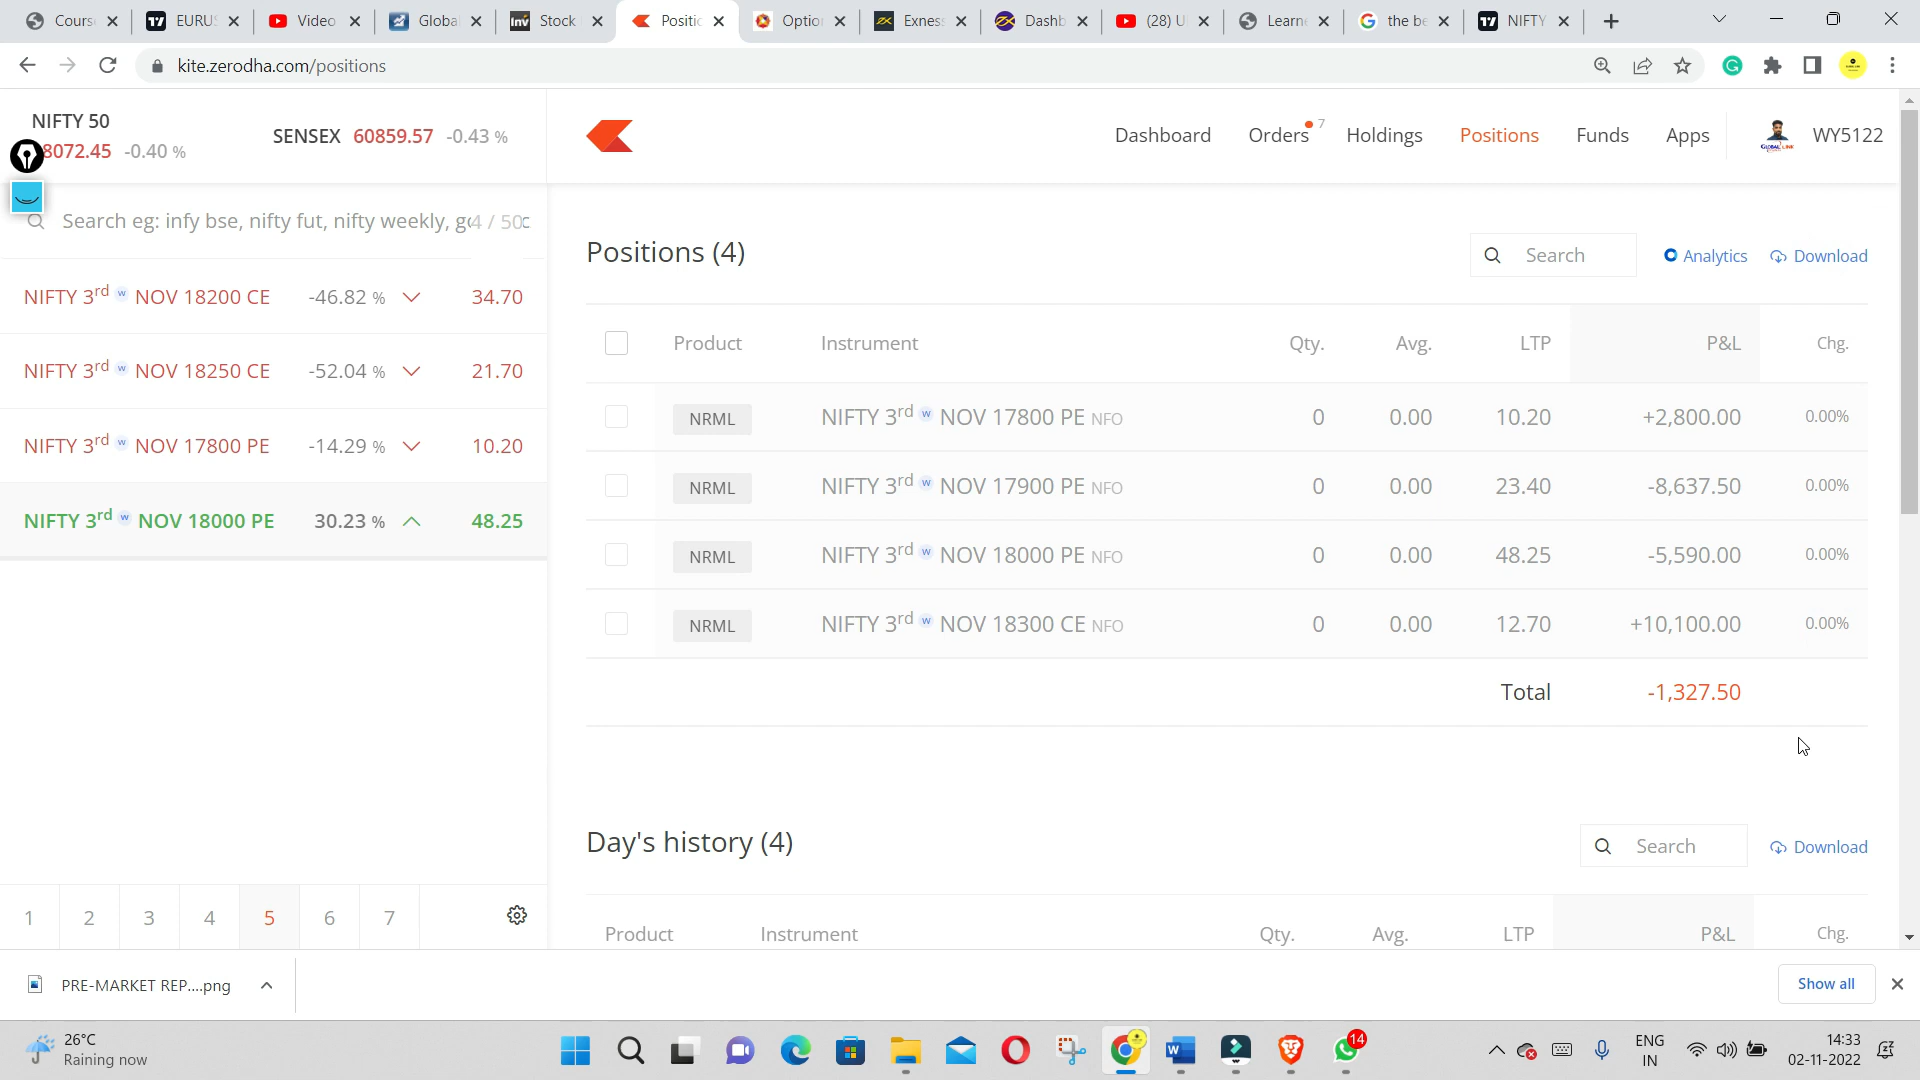 Cours
EURUS
Video
Global
Inv Stock
Positic
Option
Exness
Dashb
(28) U
Learn
the be
NIFTY
kite.zerodha.com/positions
NIFTY 50
8072.45 -0.40 %
SENSEX 60859.57 -0.43 %
Dashboard Orders 7 Holdings Positions Funds Apps WY5122
GLOBAL LINK
Search eg: infy bse, nifty fut, nifty weekly, 4 / 50
NIFTY 3rd w NOV 18200 CE -46.82 % 34.70
NIFTY 3rd w NOV 18250 CE -52.04 % 21.70
NIFTY 3rd w NOV 17800 PE -14.29 % 10.20
NIFTY 3rd w NOV 18000 PE 30.23 % 48.25
1 2 3 4 5 6 7
Positions (4) Search Analytics Download
Product Instrument Qty. Avg. LTP P&L Chg.
NRML NIFTY 3rd w NOV 17800 PE NFO 0 0.00 10.20 +2,800.00 0.00%
NRML NIFTY 3rd w NOV 17900 PE NFO 0 0.00 23.40 -8,637.50 0.00%
NRML NIFTY 3rd w NOV 18000 PE NFO 0 0.00 48.25 -5,590.00 0.00%
NRML NIFTY 3rd w NOV 18300 CE NFO 0 0.00 12.70 +10,100.00 0.00%
Total -1,327.50
Day's history (4) Search Download
Product Instrument Qty. Avg. LTP P&L Chg.
PRE-MARKET REP....png
Show all
26°C
Raining now
14
ENG
IN
14:33
02-11-2022